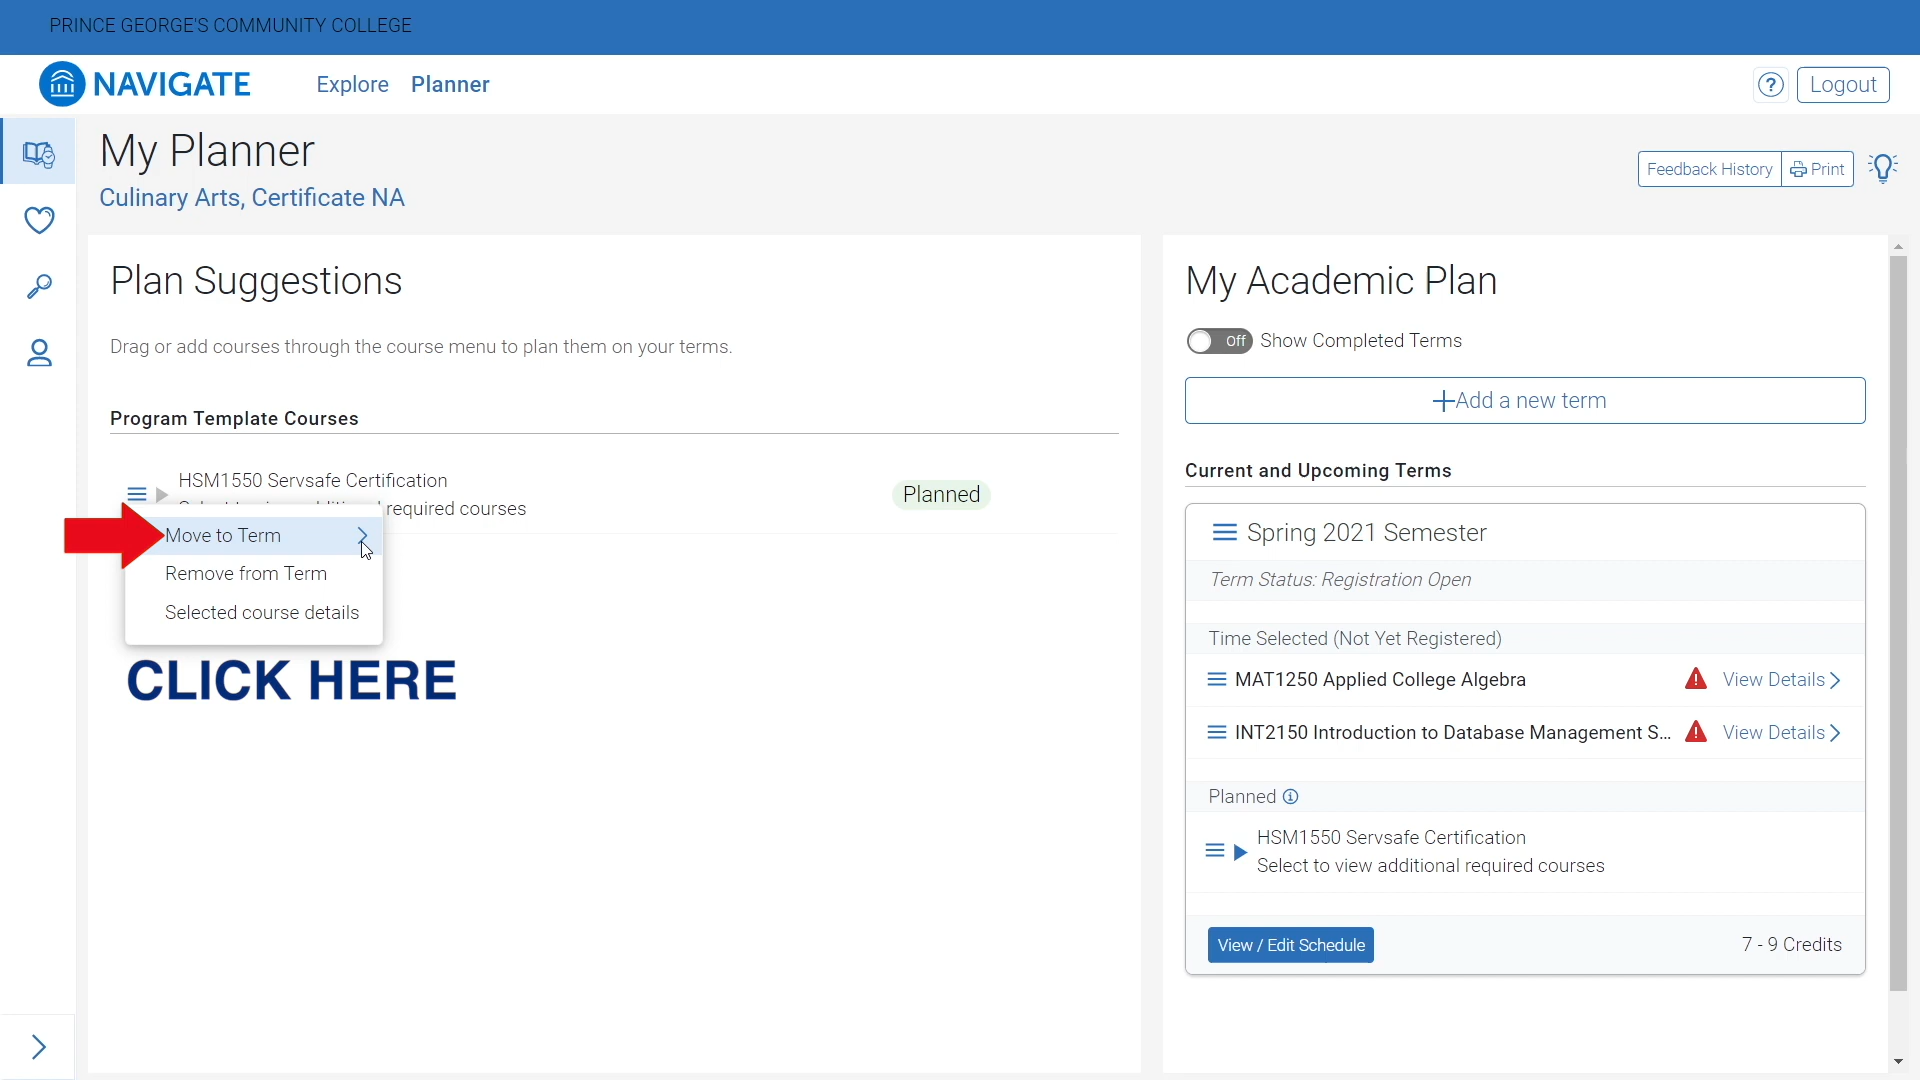 PRINCE GEORGE'S COMMUNITY COLLEGE
NAVIGATE
Explore
Planner
?
Logout
My Planner
Culinary Arts, Certificate NA
Feedback History
Print
Plan Suggestions
Drag or add courses through the course menu to plan them on your terms.
Program Template Courses
HSM1550 Servsafe Certification
required courses
Planned
Move to Term
Remove from Term
Selected course details
CLICK HERE
My Academic Plan
Off
Show Completed Terms
+Add a new term
Current and Upcoming Terms
Spring 2021 Semester
Term Status: Registration Open
Time Selected (Not Yet Registered)
MAT1250 Applied College Algebra
View Details
INT2150 Introduction to Database Management S...
View Details
Planned
HSM1550 Servsafe Certification
Select to view additional required courses
View / Edit Schedule
7 - 9 Credits